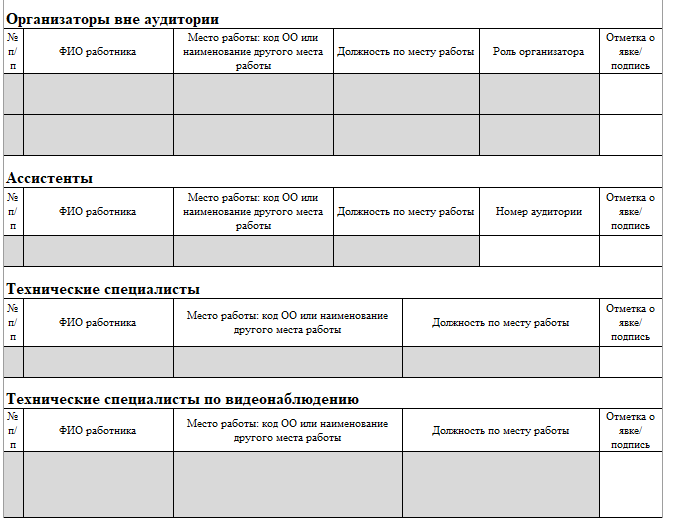 Организаторы вне аудитории
№ п/п
ФИО работника
Место работы: код ОО или
наименование другого места
работы
Должность по месту работы
Роль организатора
Отметка о
явке/
подпись
Ассистенты
№ п/п
ФИО работника
Место работы: код ОО или
наименование другого места
работы
Должность по месту работы
Номер аудитории
Отметка о
явке/
подпись
Технические специалисты
№ п/п
ФИО работника
Место работы: код ОО или наименование
другого места работы
Должность по месту работы
Отметка о
явке/
подпись
Технические специалисты по видеонаблюдению
№ п/п
ФИО работника
Место работы: код ОО или наименование
другого места работы
Должность по месту работы
Отметка о
явке/
подпись